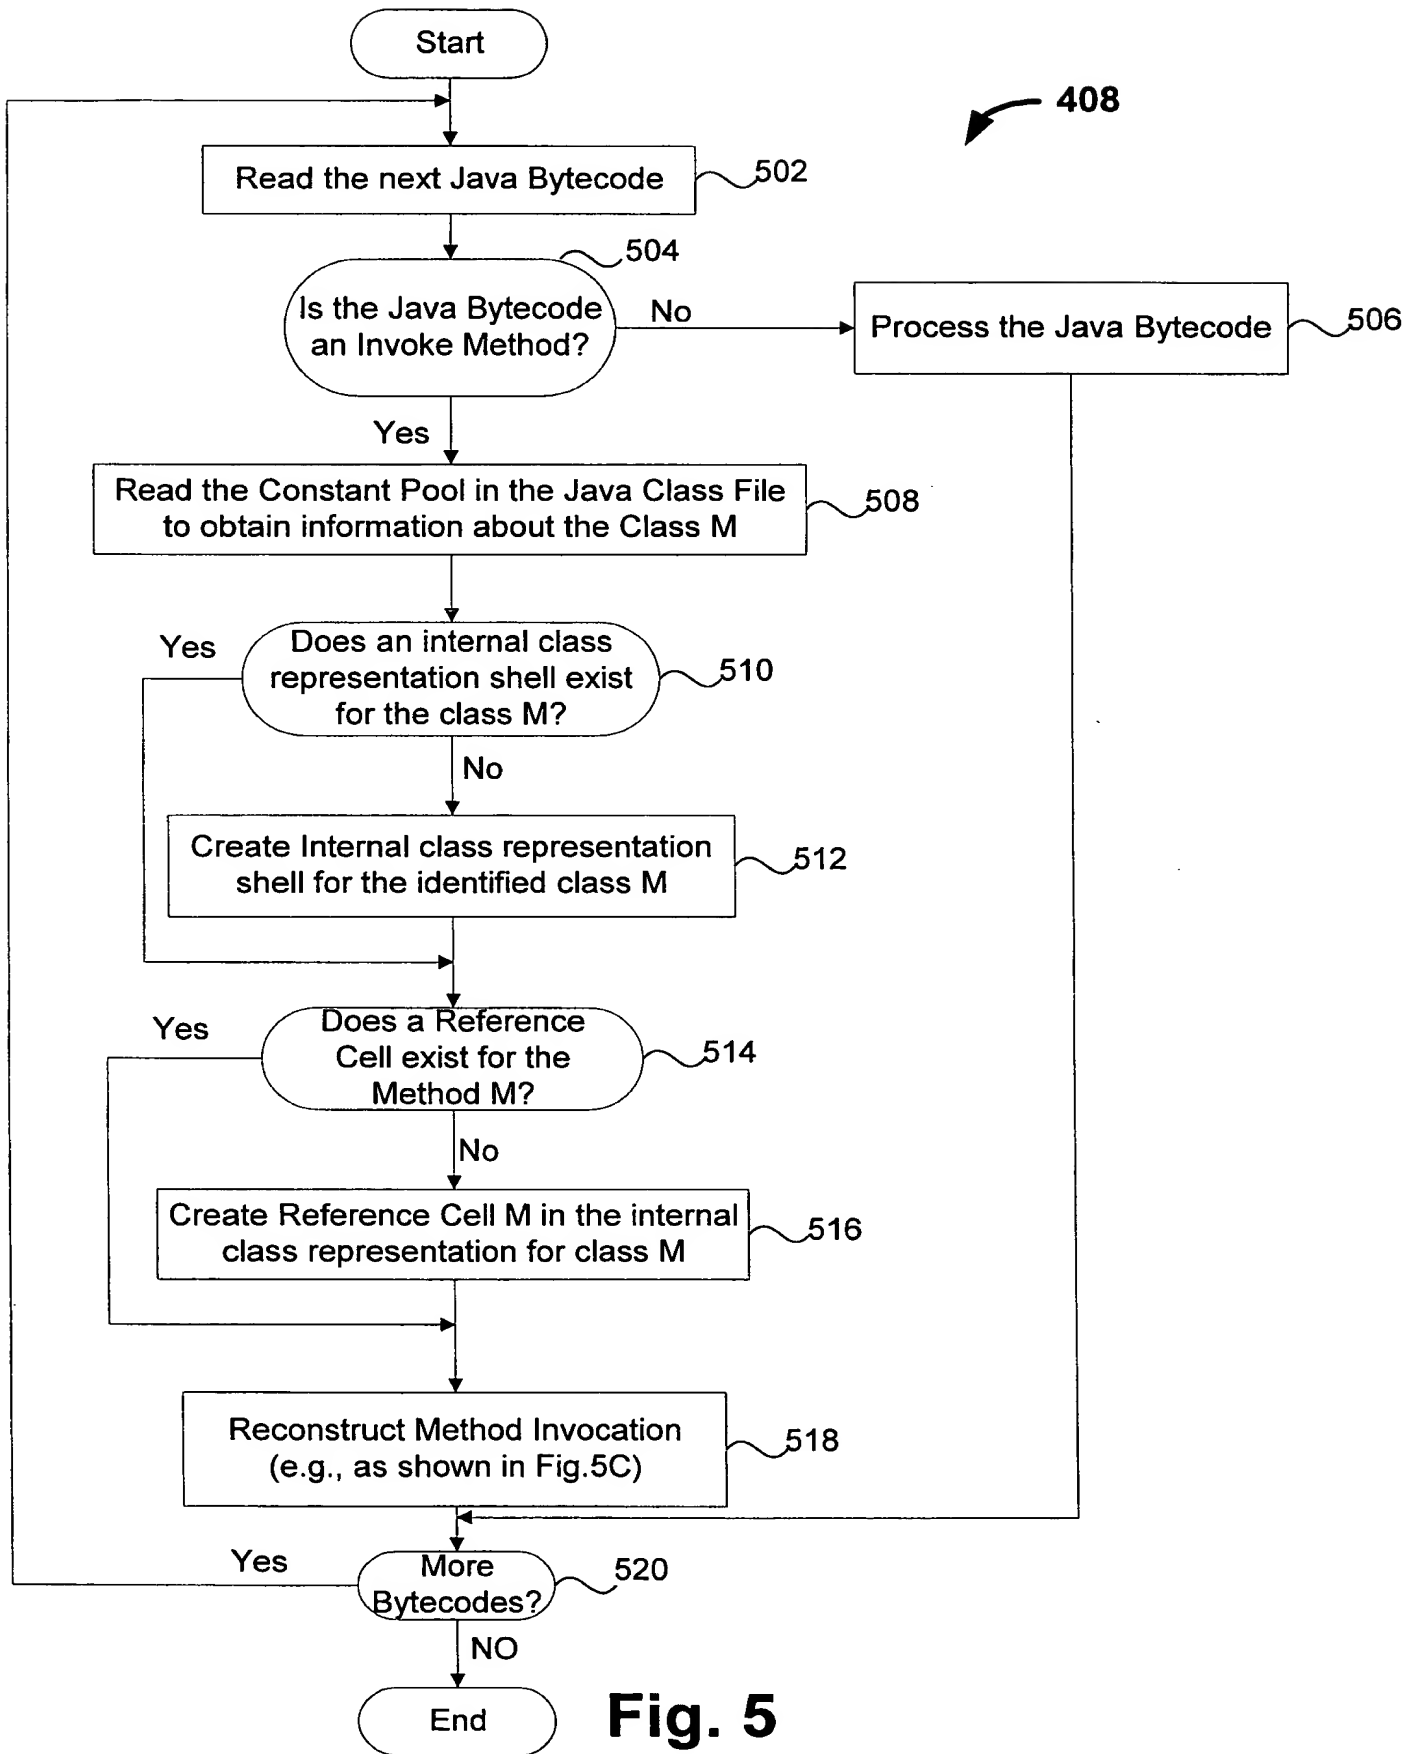 Start
408
Read the next Java Bytecode
502
504
Is the Java Bytecode
an Invoke Method?
No
Process the Java Bytecode
506
Yes
Read the Constant Pool in the Java Class File
to obtain information about the Class M
508
Yes
Does an internal class
representation shell exist
for the class M?
510
No
Create Internal class representation
shell for the identified class M
512
Yes
Does a Reference
Cell exist for the
Method M?
514
No
Create Reference Cell M in the internal
class representation for class M
516
Reconstruct Method Invocation
(e.g., as shown in Fig.5C)
518
Yes
More
Bytecodes?
520
NO
End
Fig. 5